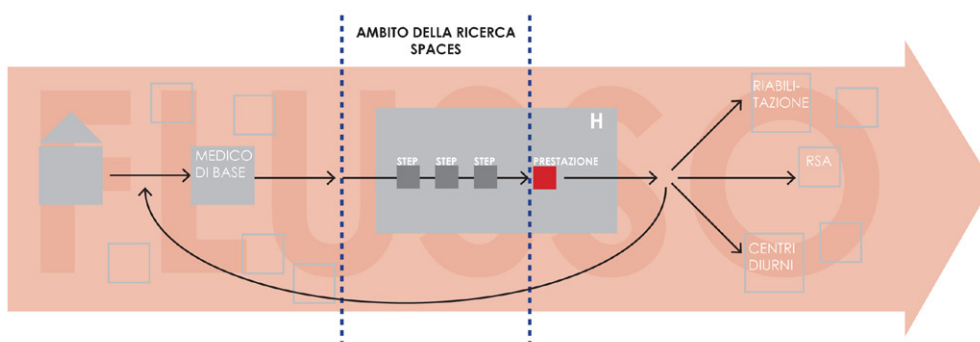 AMBITO DELLA RICERCA
SPACES
FLUSSO
H
MEDICO
DI BASE
STEP STEP STEP PRESTAZIONE
RIABILI-
TAZIONE
RSA
CENTRI
DIURNI